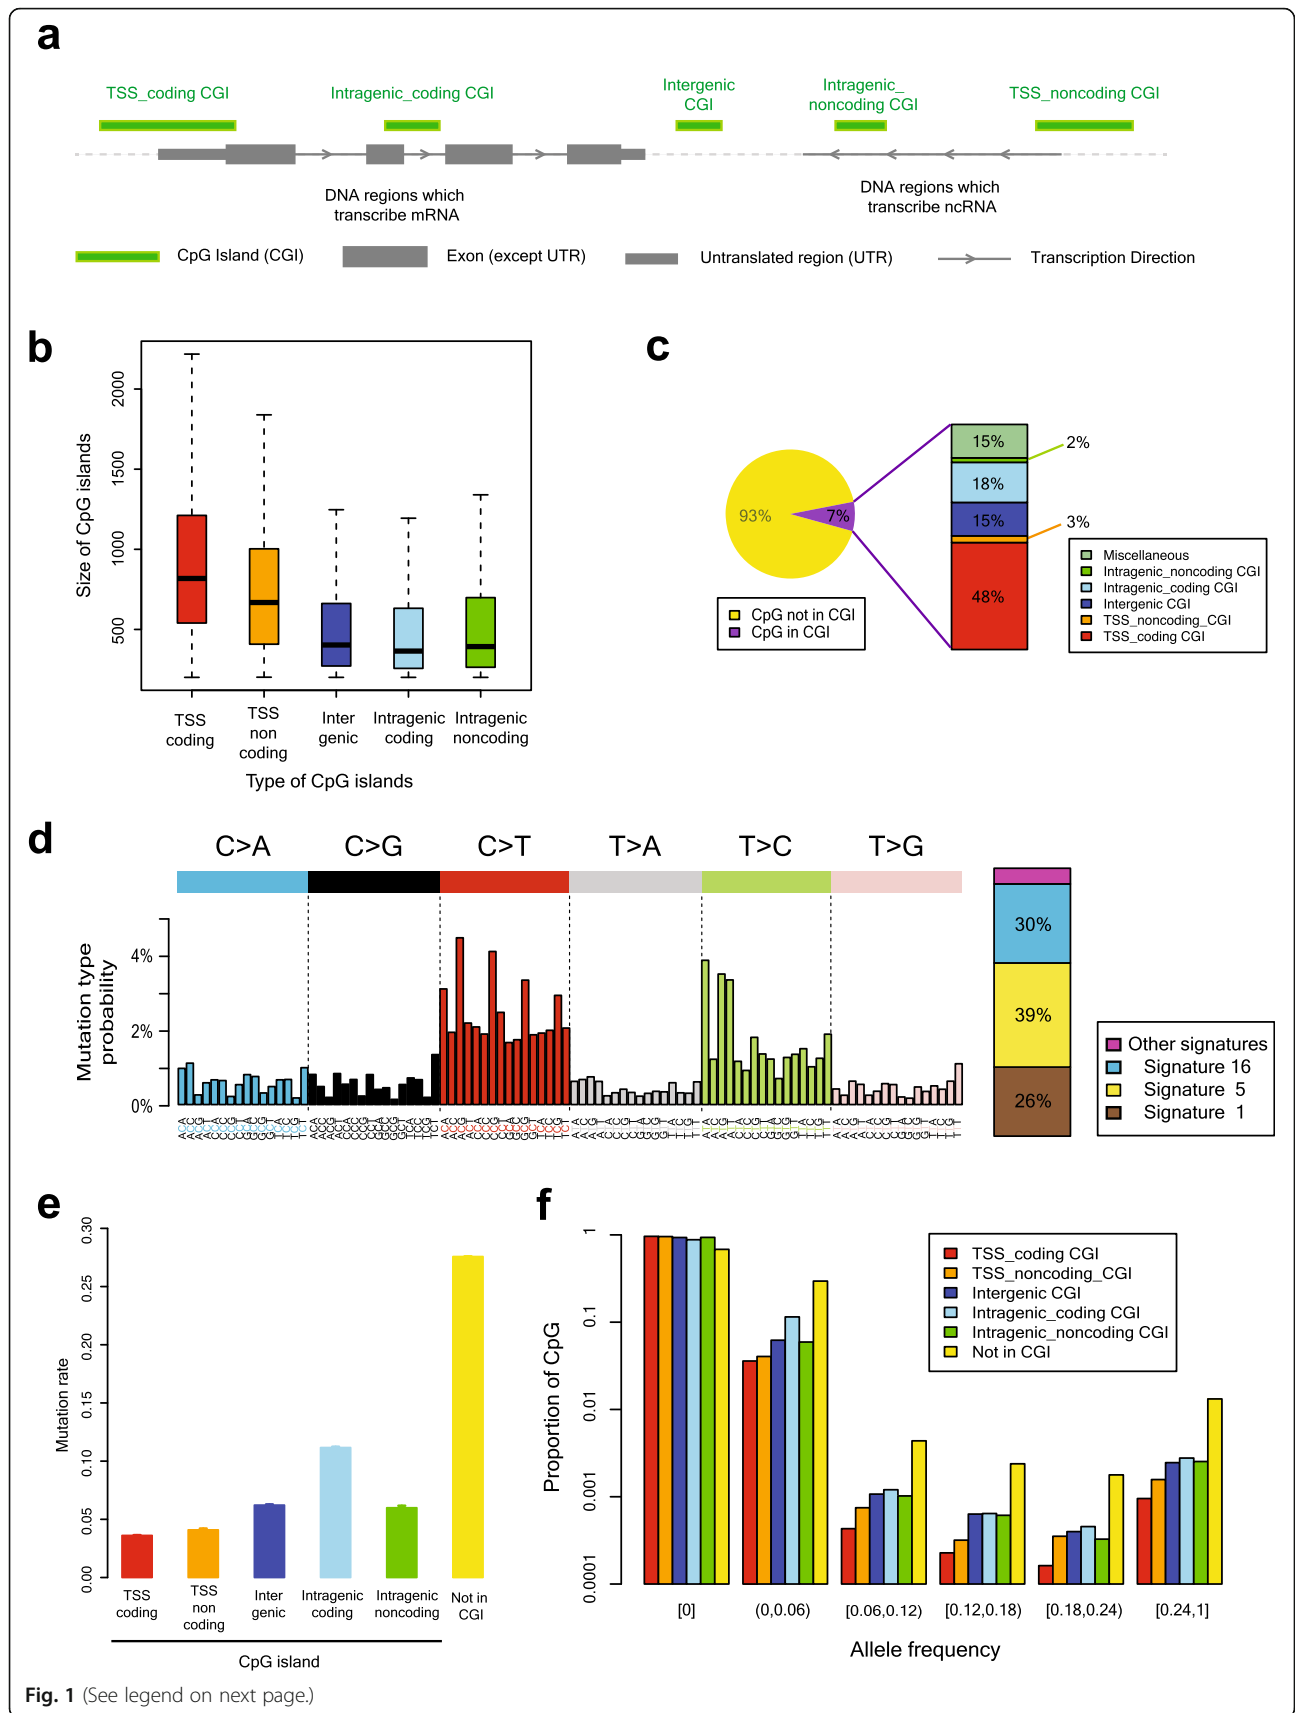 a
TSS_coding CGI
Intragenic_coding CGI
Intergenic
CGI
Intragenic_
noncoding CGI
TSS_noncoding CGI
DNA regions which
transcribe mRNA
DNA regions which
transcribe ncRNA
CpG Island (CGI)
Exon (except UTR)
Untranslated region (UTR)
Transcription Direction
b
Size of CpG islands
2000
1500
1000
500
TSS
coding
TSS
non
coding
Inter
genic
Intragenic
coding
Intragenic
noncoding
Type of CpG islands
c
93%
7%
CpG not in CGI
CpG in CGI
15%
2%
18%
15%
3%
48%
Miscellaneous
Intragenic_noncoding CGI
Intragenic_coding CGI
Intergenic CGI
TSS_noncoding_CGI
TSS_coding CGI
d
C>A
C>G
C>T
T>A
T>C
T>G
Mutation type
probability
4%
2%
0%
30%
39%
26%
Other signatures
Signature 16
Signature 5
Signature 1
e
Mutation rate
0.30
0.25
0.20
0.15
0.10
0.05
0.00
TSS
coding
TSS
non
coding
Inter
genic
Intragenic
coding
Intragenic
noncoding
Not in
CGI
CpG island
f
Proportion of CpG
1
0.1
0.01
0.001
0.0001
TSS_coding CGI
TSS_noncoding_CGI
Intergenic CGI
Intragenic_coding CGI
Intragenic_noncoding CGI
Not in CGI
[0]
(0,0.06)
[0.06,0.12)
[0.12,0.18)
[0.18,0.24)
[0.24,1]
Allele frequency
Fig. 1 (See legend on next page.)